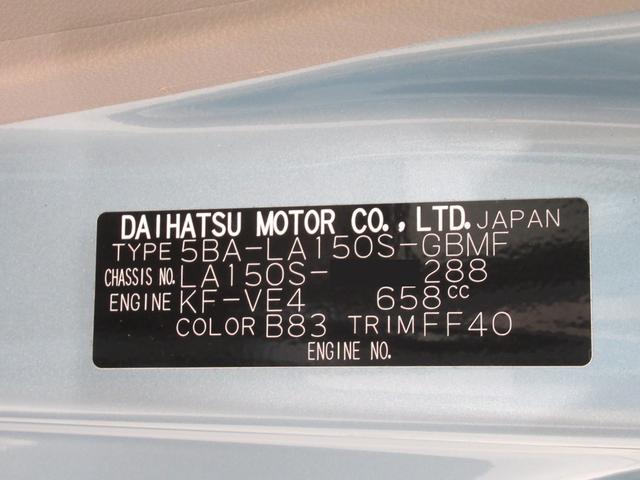 DAIHATSU MOTOR CO., LTD. JAPAN
TYPE 5BA-LA150S-GBMF
CHASSIS NO. LA150S- 288
ENGINE KF-VE4 658cc
COLOR B83 TRIM FF40
ENGINE NO.